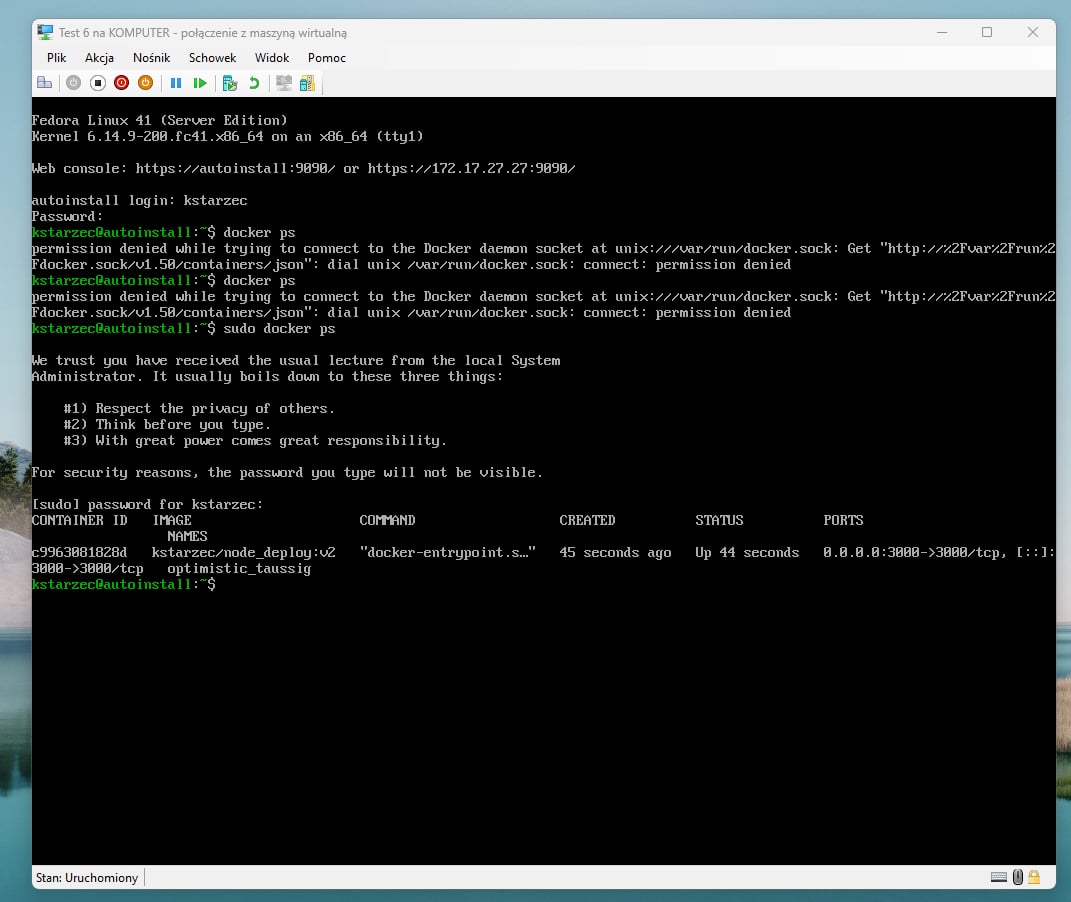 Test 6 na KOMPUTER - połączenie z maszyną wirtualną
Plik Akcja Nośnik Schowek Widok Pomoc
Fedora Linux 41 (Server Edition)
Kernel 6.14.9-200.fc41.x86_64 on an x86_64 (tty1)
Web console: https://autoinstall:9090/ or https://172.17.27.27:9090/
autoinstall login: kstarzec
Password:
kstarzec@autoinstall:~$ docker ps
permission denied while trying to connect to the Docker daemon socket at unix:///var/run/docker.sock: Get "http://%2Fvar%2Frun%2
Fdocker.sock/v1.50/containers/json": dial unix /var/run/docker.sock: connect: permission denied
kstarzec@autoinstall:~$ docker ps
permission denied while trying to connect to the Docker daemon socket at unix:///var/run/docker.sock: Get "http://%2Fvar%2Frun%2
Fdocker.sock/v1.50/containers/json": dial unix /var/run/docker.sock: connect: permission denied
kstarzec@autoinstall:~$ sudo docker ps
We trust you have received the usual lecture from the local System
Administrator. It usually boils down to these three things:
#1) Respect the privacy of others.
#2) Think before you type.
#3) With great power comes great responsibility.
For security reasons, the password you type will not be visible.
[sudo] password for kstarzec:
CONTAINER ID IMAGE COMMAND CREATED STATUS PORTS
NAMES
c9963081828d kstarzec/node_deploy:v2 "docker-entrypoint.s…" 45 seconds ago Up 44 seconds 0.0.0.0:3000->3000/tcp, [::]:
3000->3000/tcp optimistic_taussig
kstarzec@autoinstall:~$
Stan: Uruchomiony